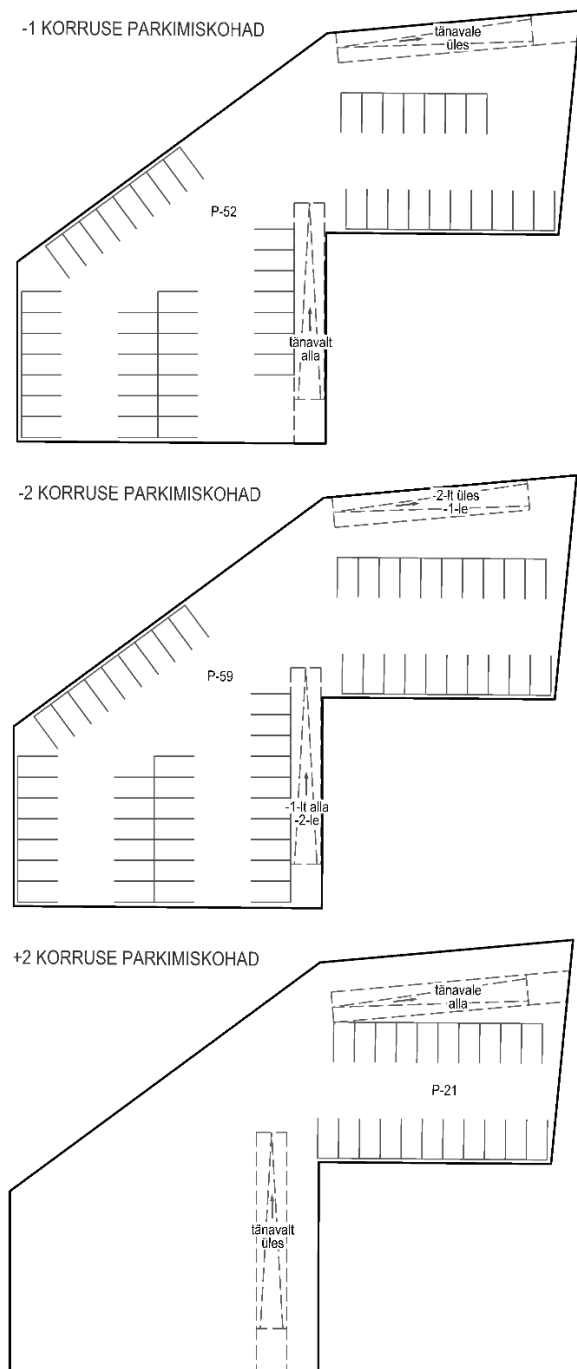 -1 KORRUSE PARKIMISKOHAD
tänavale
üles
P-52
tänavalt
alla
-2 KORRUSE PARKIMISKOHAD
-2-lt üles
-1-le
P-59
-1-lt alla
-2-le
+2 KORRUSE PARKIMISKOHAD
tänavale
alla
P-21
tänavalt
üles